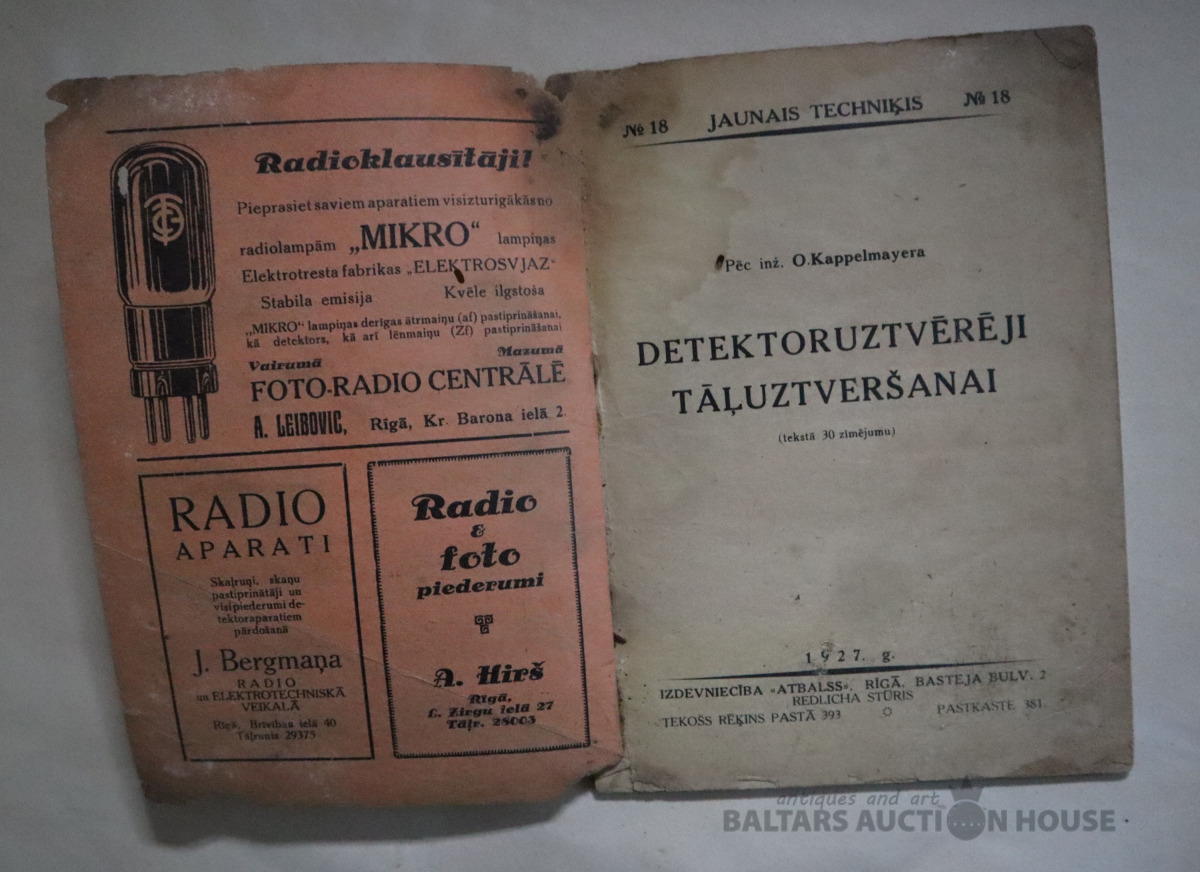 Radioklausītāji!
Pieprasiet saviem aparatiem visizturigākās no
radiolampām „MIKRO“ lampiņas
Elektrotresta fabrikas „ELEKTROSVJAZ“
Stabila emisija Kvēle ilgstoša
„MIKRO“ lampiņas derīgas ātrmaiņu (af) pastiprināšanai,
kā detektors, kā arī lēnmaiņu (Zf) pastiprināšanai
Vairumā Mazumā
FOTO-RADIO CENTRĀLĒ
A. LEIBOVIC, Rīgā, Kr. Barona ielā 2.
RADIO
APARATI
Skaļruņi, skaņu
pastiprinātāji un
visi piederumi de-
tektoraparatiem
pārdošanā
J. Bergmaņa
RADIO
un ELEKTROTECHNISKĀ
VEIKALĀ
Rīgā, Brīvības ielā 40
Tālrunis 29375
Radio
&
foto
piederumi
A. Hirš
Rīgā,
L. Zirgu ielā 27
Tālr. 28003
№ 18 JAUNAIS TECHNIĶIS № 18
Pēc inž. O.Kappelmayera
DETEKTORUZTVĒRĒJI
TĀĻUZTVERŠANAI
(tekstā 30 zīmējumu)
1927. g.
IZDEVNIECĪBA «ATBALSS», RĪGĀ, BASTEJA BULV. 2
REDLICHA STŪRIS
TEKOŠS RĒĶINS PASTĀ 393 PASTKASTE 381.
antiques and art
BALTARS AUCTION HOUSE